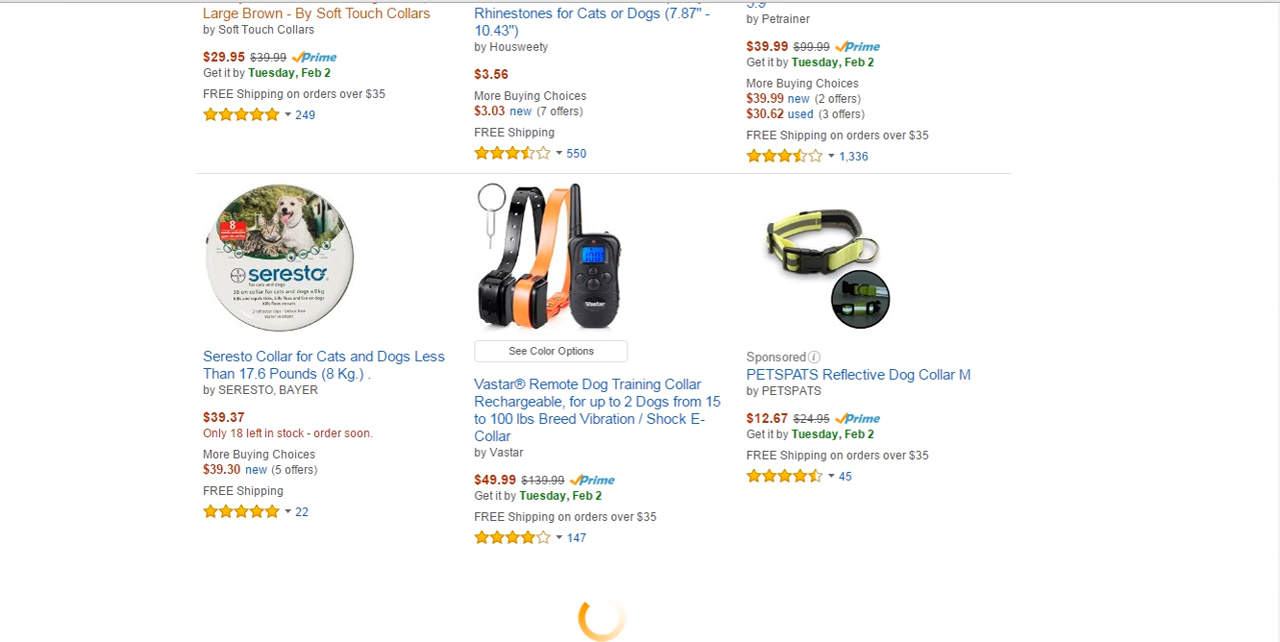 Large Brown - By Soft Touch Collars
by Soft Touch Collars
$29.95 $39.99 Prime
Get it by Tuesday, Feb 2
FREE Shipping on orders over $35
249
Rhinestones for Cats or Dogs (7.87" -
10.43")
by Housweety
$3.56
More Buying Choices
$3.03 new (7 offers)
FREE Shipping
550
by Petrainer
$39.99 $99.99 Prime
Get it by Tuesday, Feb 2
More Buying Choices
$39.99 new (2 offers)
$30.62 used (3 offers)
FREE Shipping on orders over $35
1,336
8
seresto
for cats and dogs
Seresto Collar for Cats and Dogs Less
Than 17.6 Pounds (8 Kg.) .
by SERESTO, BAYER
$39.37
Only 18 left in stock - order soon.
More Buying Choices
$39.30 new (5 offers)
FREE Shipping
22
Vastar
See Color Options
Vastar® Remote Dog Training Collar
Rechargeable, for up to 2 Dogs from 15
to 100 lbs Breed Vibration / Shock E-
Collar
by Vastar
$49.99 $139.99 Prime
Get it by Tuesday, Feb 2
FREE Shipping on orders over $35
147
Sponsored
PETSPATS Reflective Dog Collar M
by PETSPATS
$12.67 $24.95 Prime
Get it by Tuesday, Feb 2
FREE Shipping on orders over $35
45